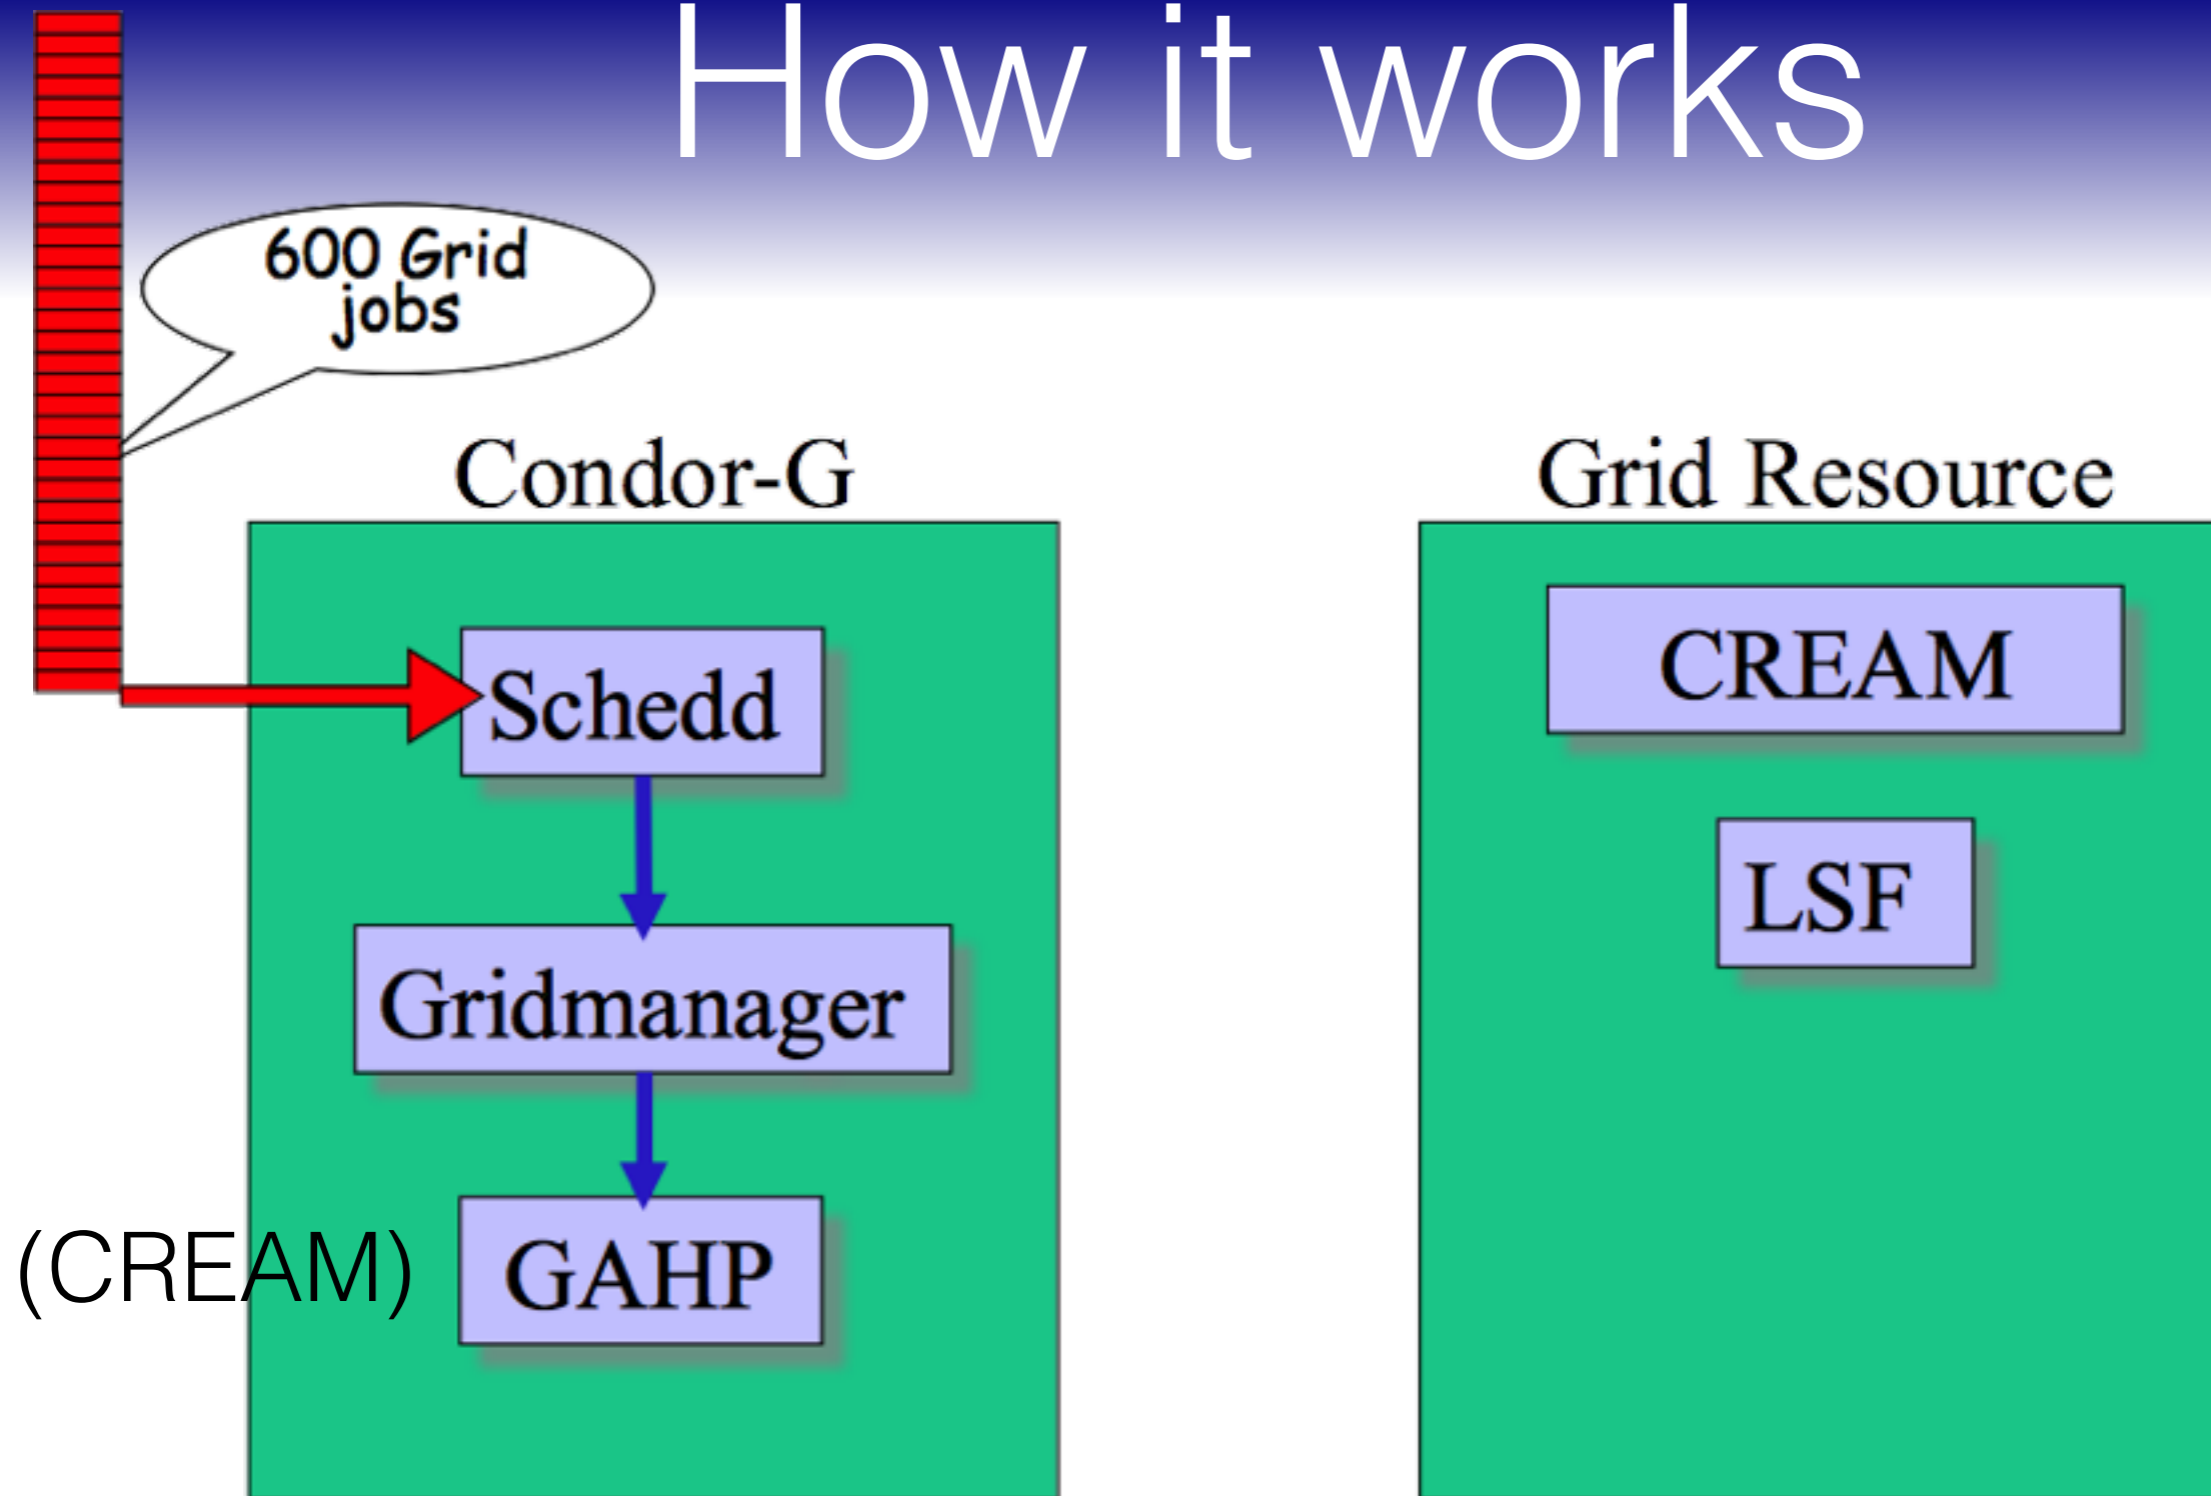 How it works
600 Grid
jobs
Condor-G
Grid Resource
Schedd
CREAM
LSF
Gridmanager
(CREAM)
GAHP